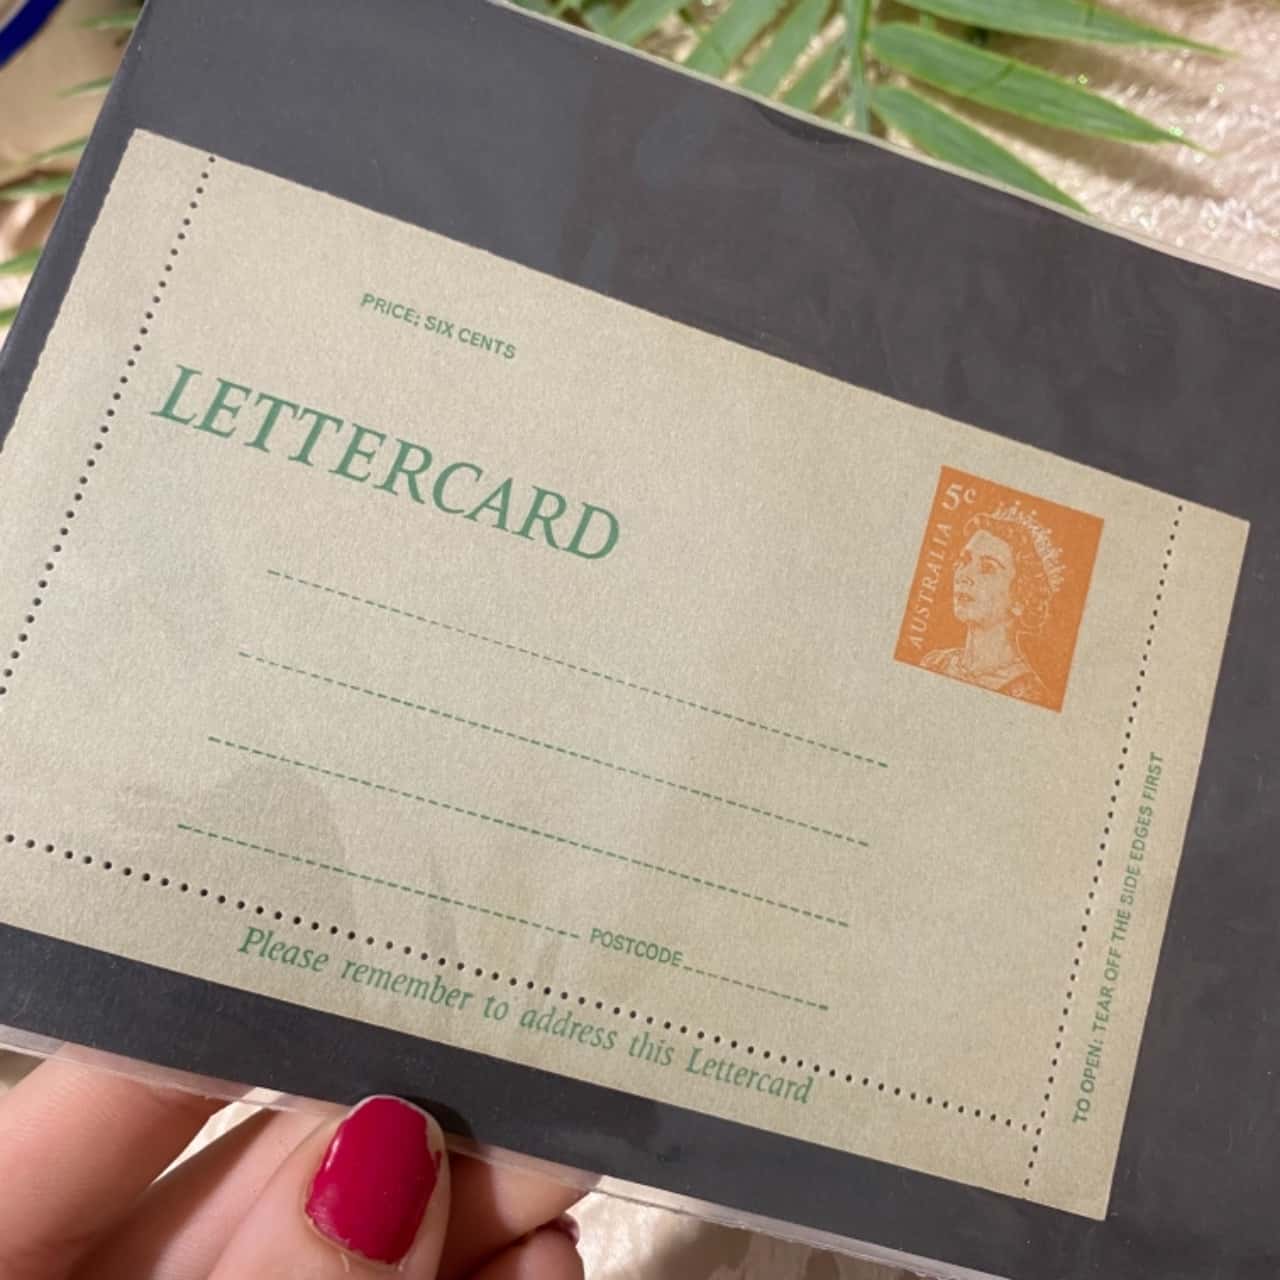 PRICE: SIX CENTS
LETTERCARD
5c
AUSTRALIA
POSTCODE
Please remember to address this Lettercard
TO OPEN: TEAR OFF THE SIDE EDGES FIRST